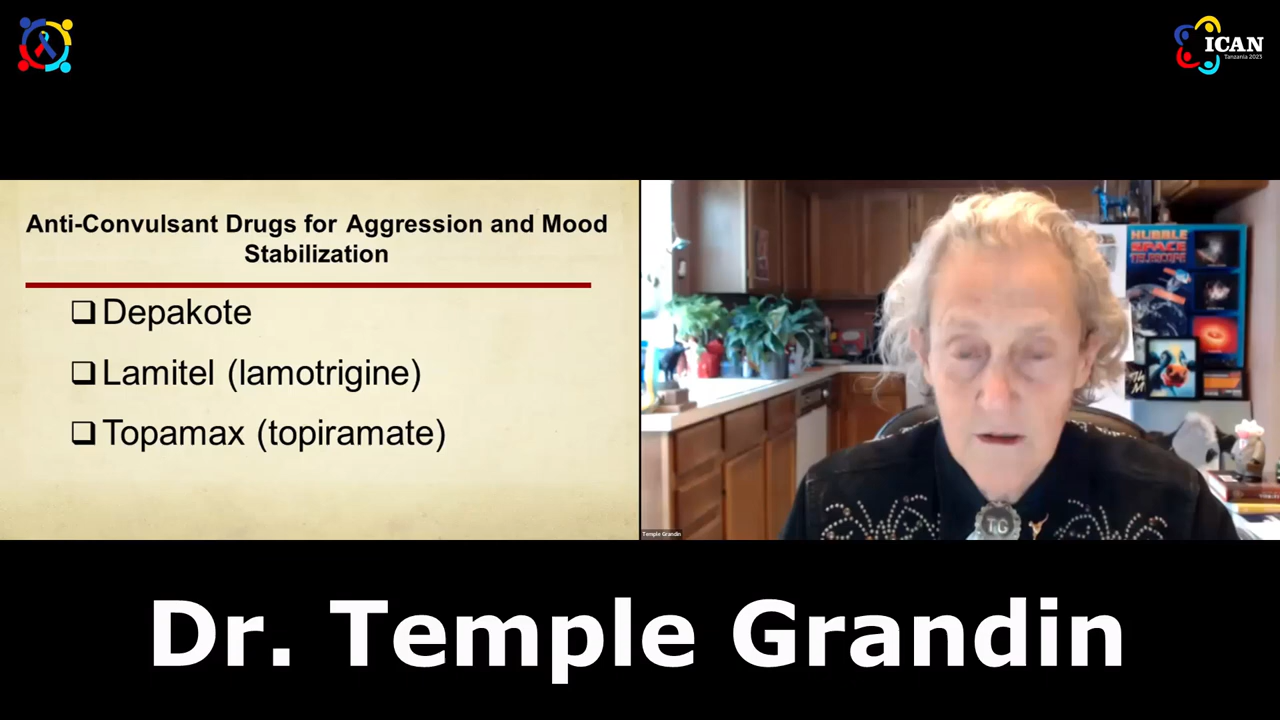 ICAN
Tanzania 2023
Anti-Convulsant Drugs for Aggression and Mood
Stabilization
❑ Depakote
❑ Lamitel (lamotrigine)
❑ Topamax (topiramate)
HUBBLE
SPACE
TELESCOPE
TG
Temple Grandin
Dr. Temple Grandin